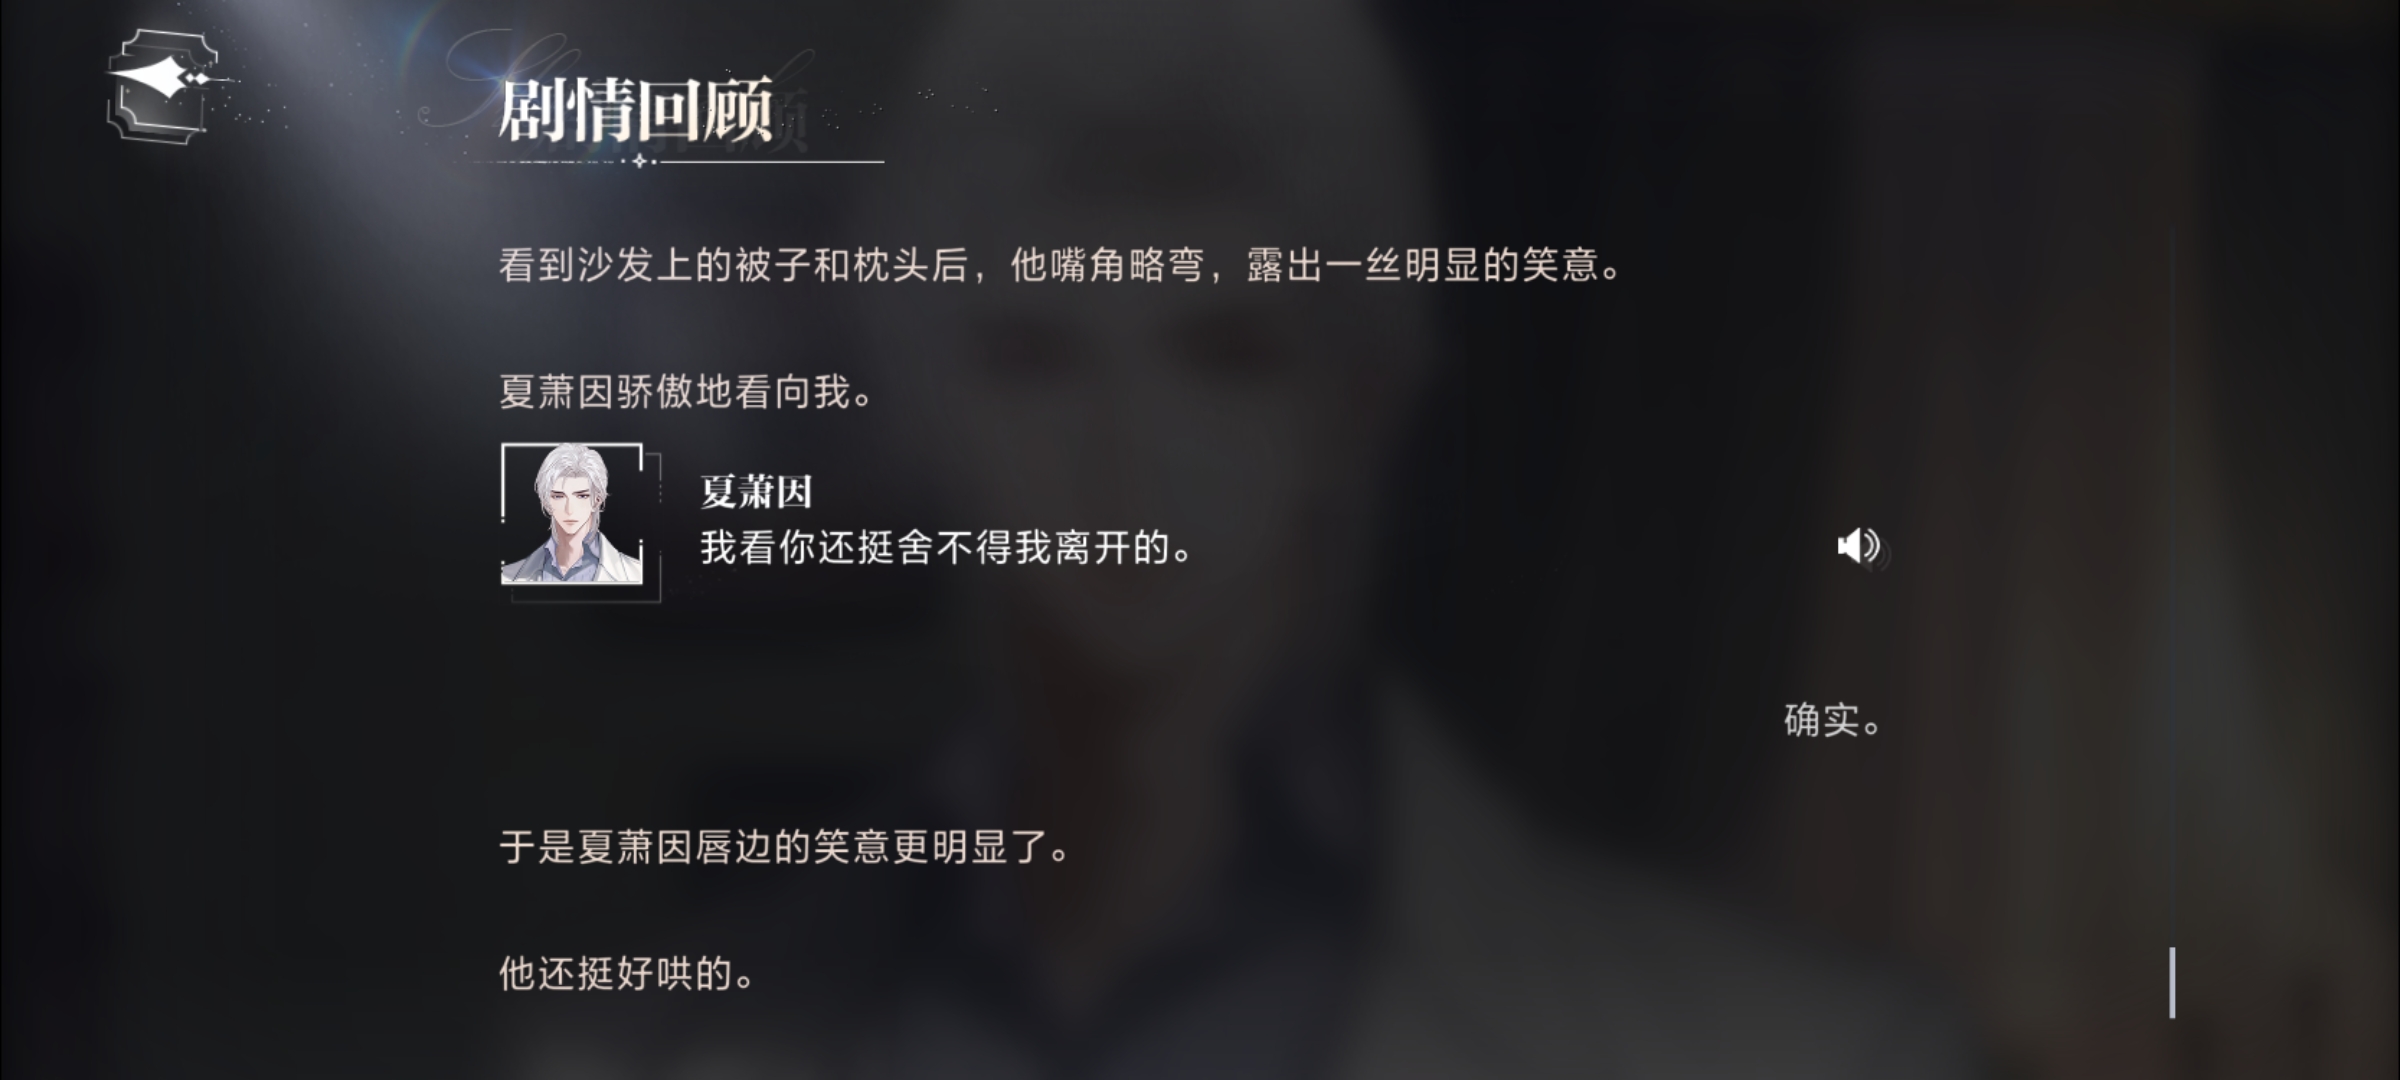 剧情回顾
看到沙发上的被子和枕头后，他嘴角略弯，露出一丝明显的笑意。
夏萧因骄傲地看向我。
夏萧因
我看你还挺舍不得我离开的。
确实。
于是夏萧因唇边的笑意更明显了。
他还挺好哄的。